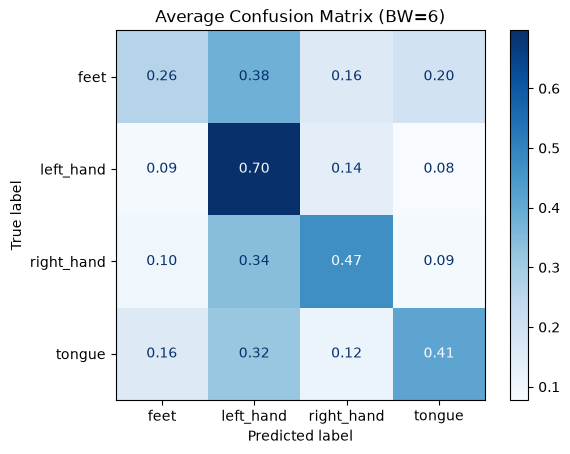 Average Confusion Matrix (BW=6)
True label
feet 0.26 0.38 0.16 0.20
left_hand 0.09 0.70 0.14 0.08
right_hand 0.10 0.34 0.47 0.09
tongue 0.16 0.32 0.12 0.41
feet left_hand right_hand tongue
Predicted label
0.6
0.5
0.4
0.3
0.2
0.1